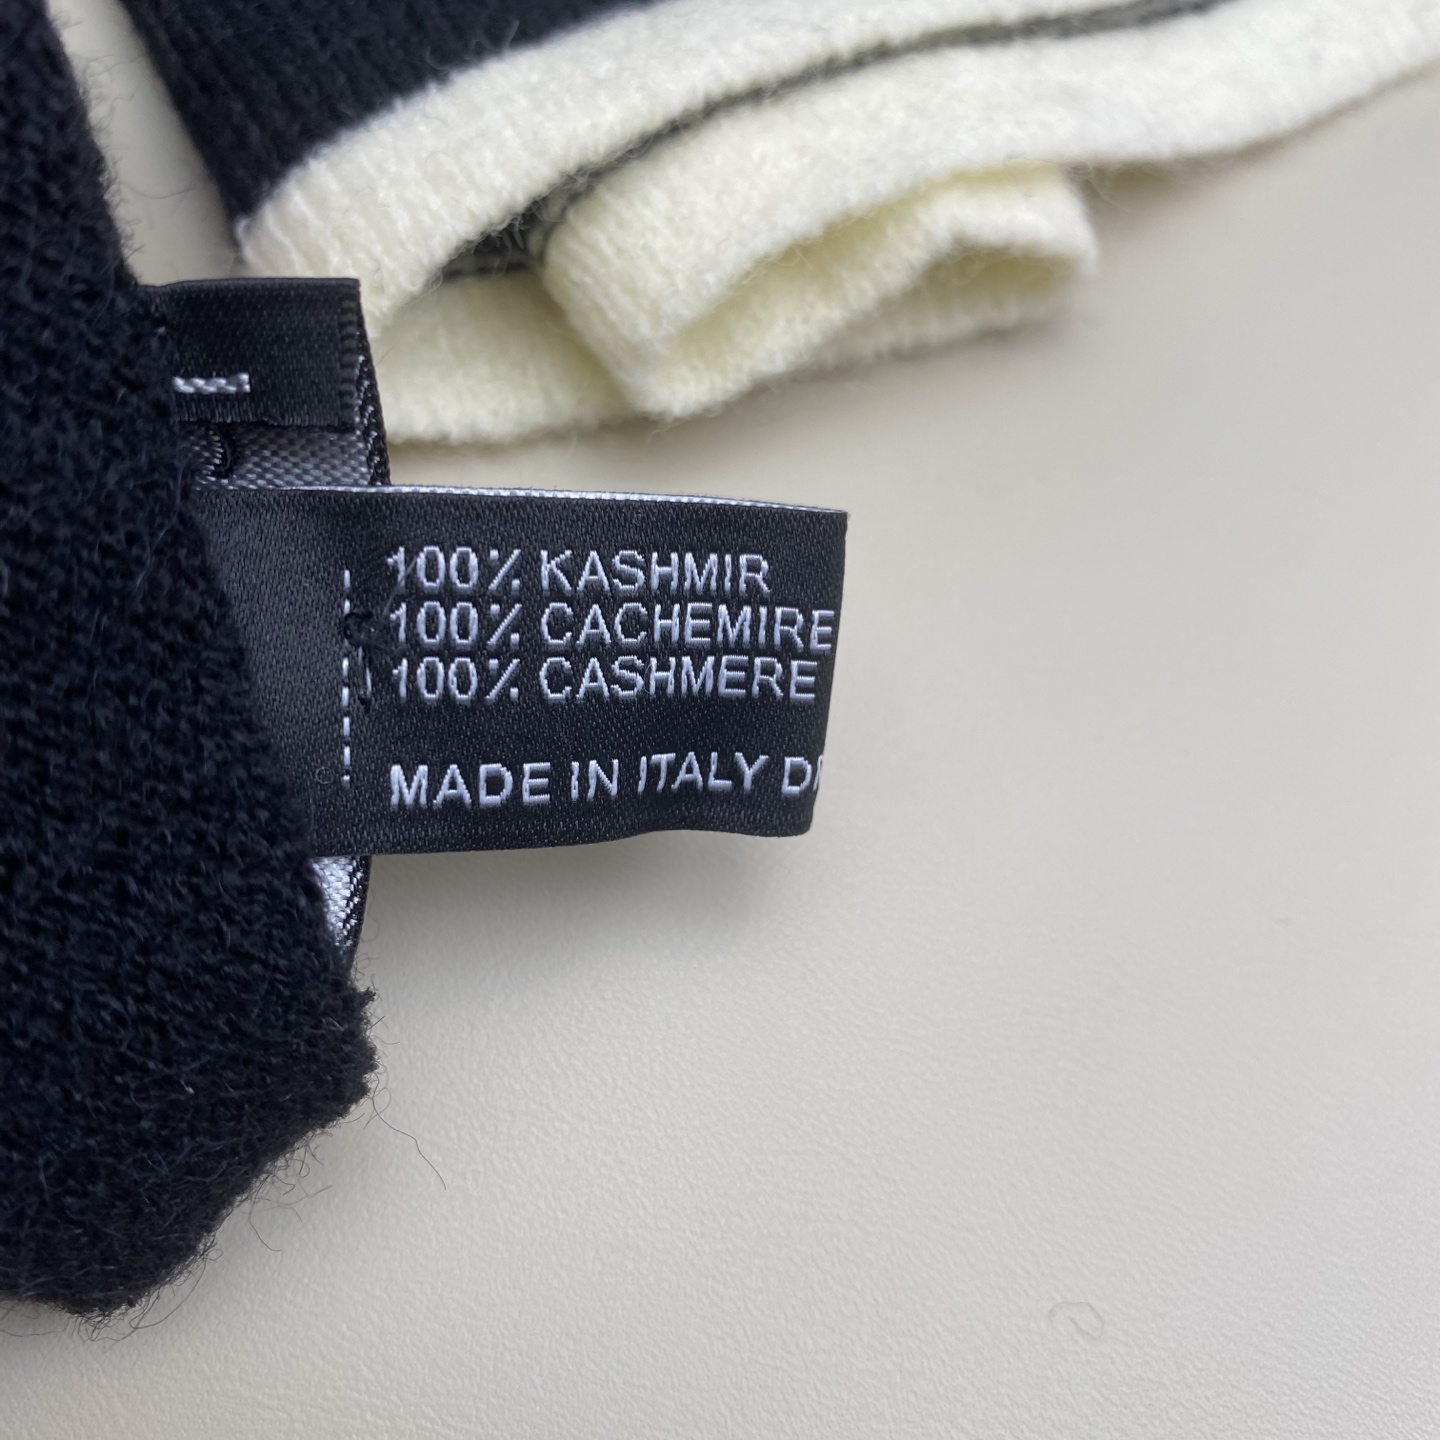 100% KASHMIR
100% CACHEMIRE
100% CASHMERE
MADE IN ITALY